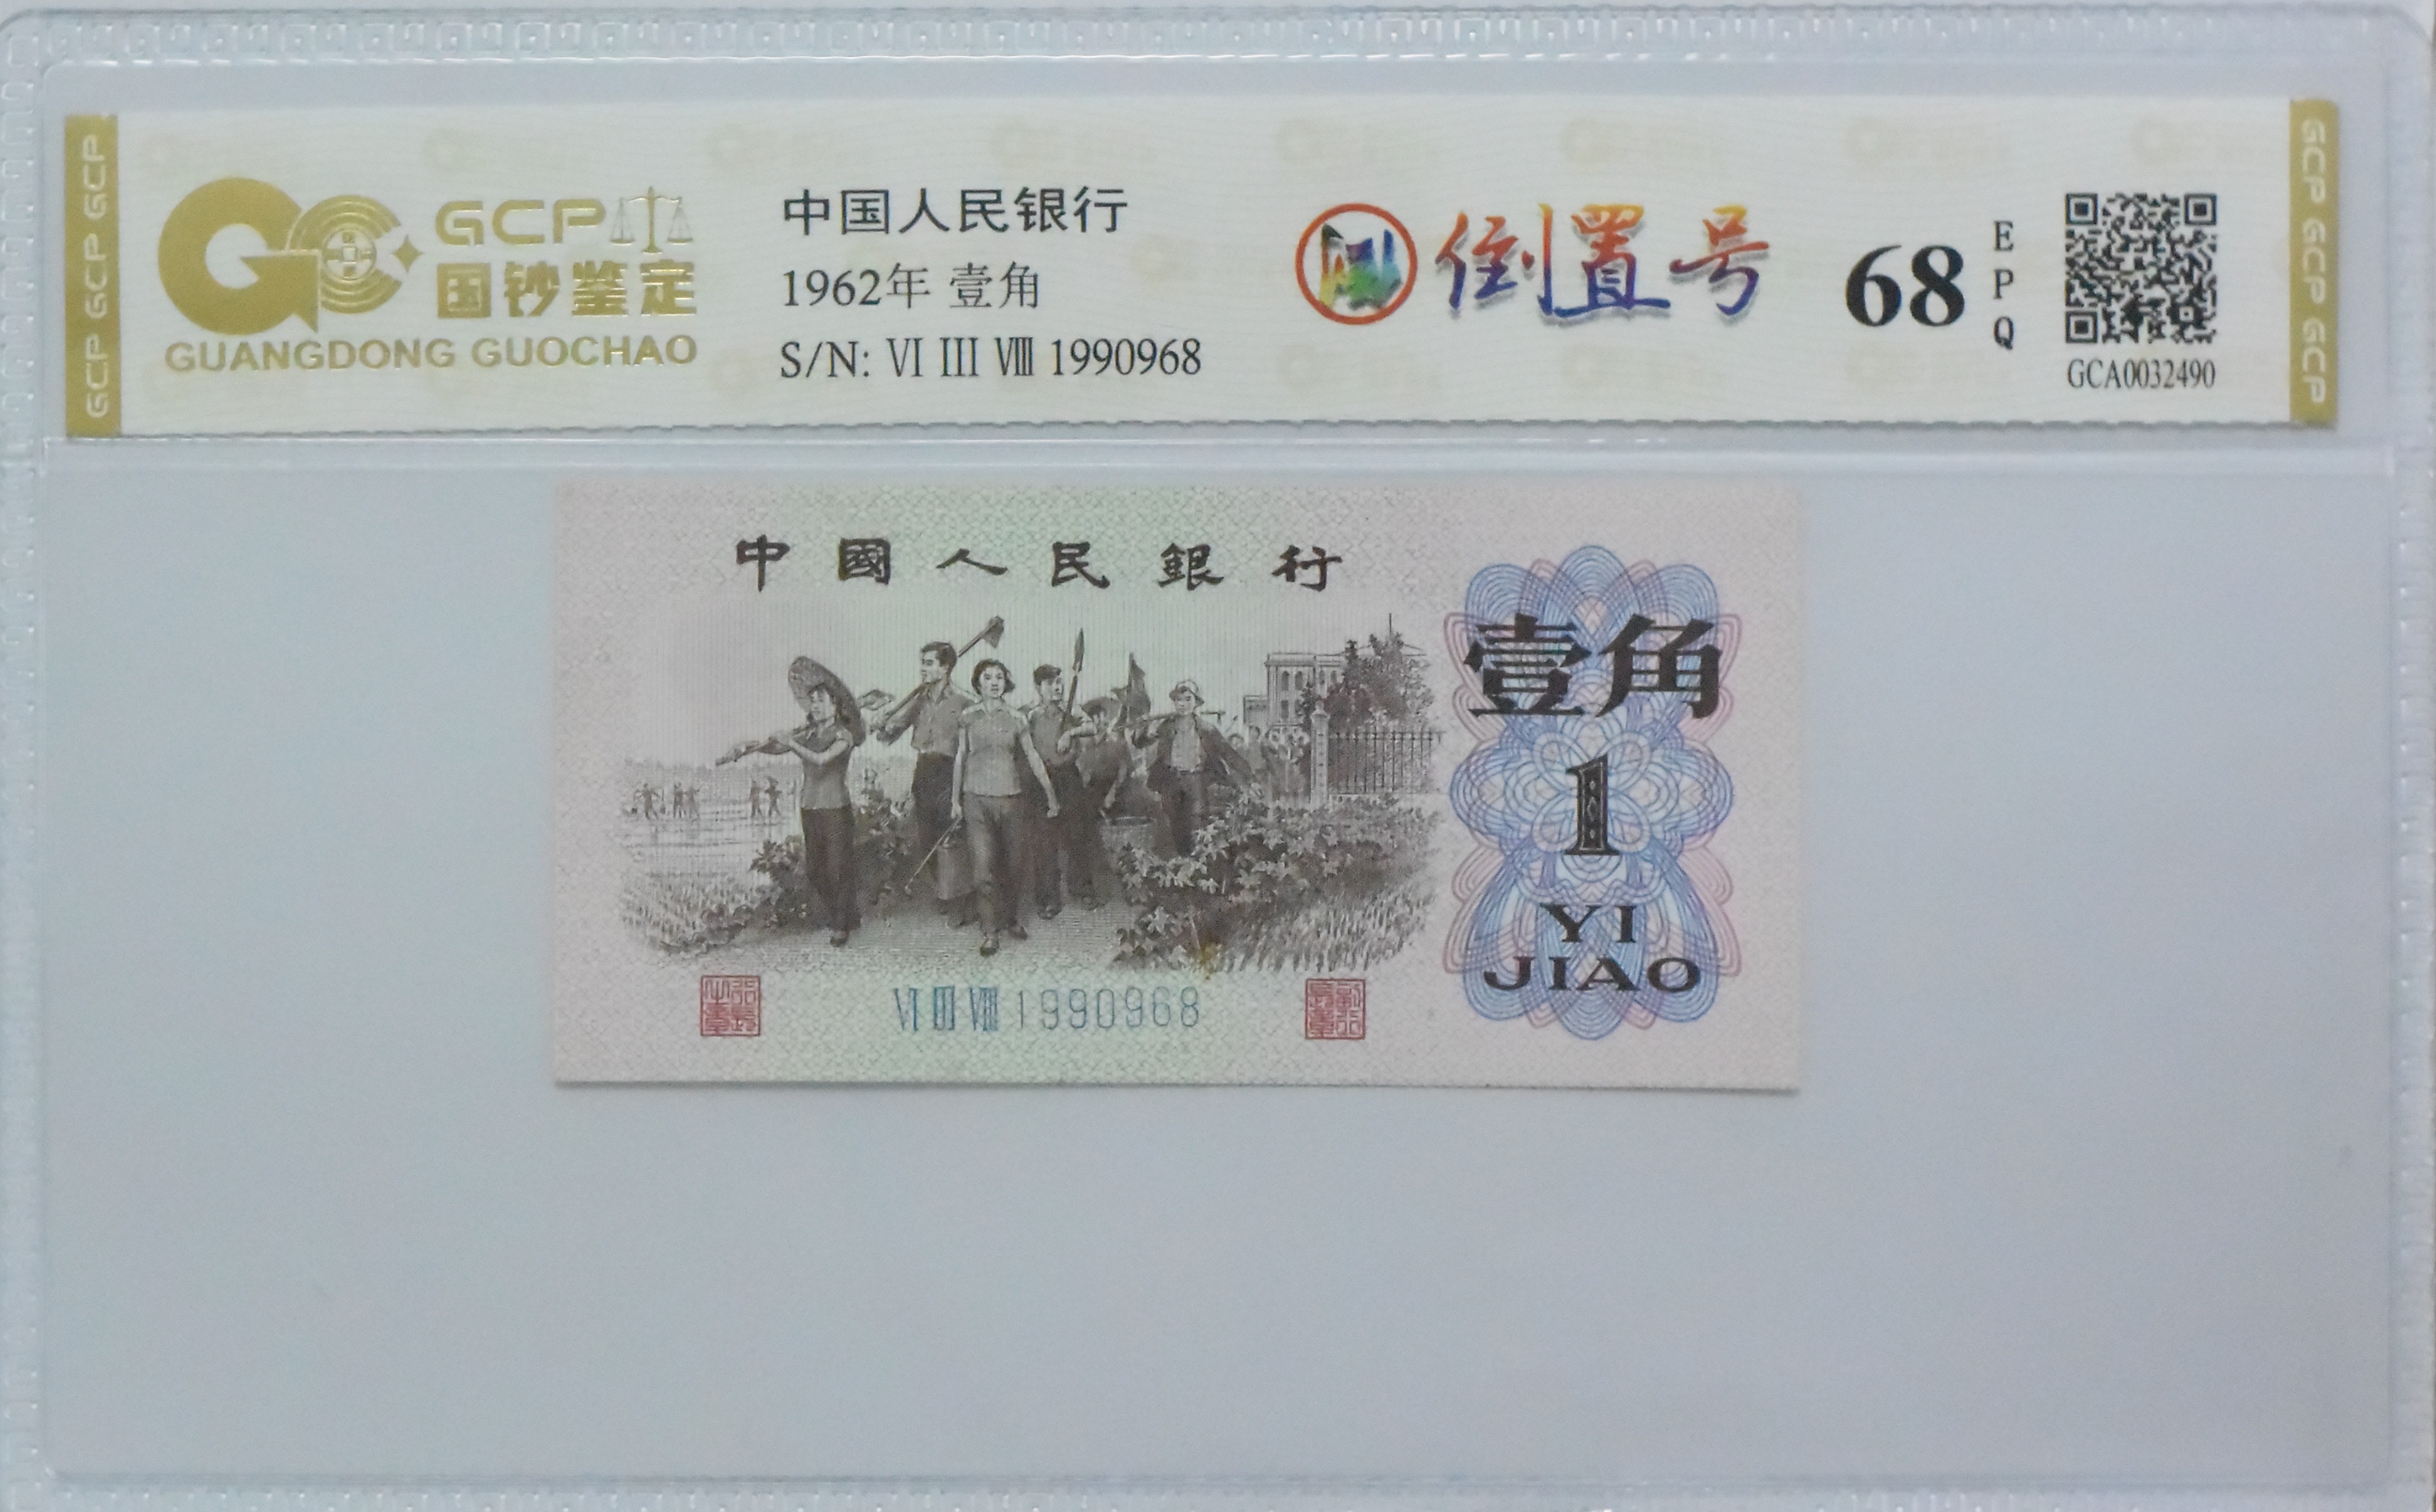 GCP GCP GCP
GCP
国钞鉴定
GUANGDONG GUOCHAO
中国人民银行
1962年 壹角
S/N: VI III VIII 1990968
倒置号
68
EPQ
GCA0032490
GCP GCP GCP
中國人民銀行
壹角
1
YI
JIAO
VI III VIII 1990968